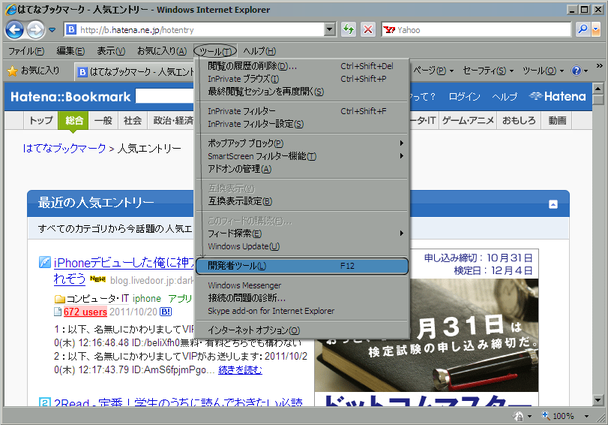 はてなブックマーク - 人気エントリー - Windows Internet Explorer
http://b.hatena.ne.jp/hotentry
Yahoo
ファイル(F) 編集(E) 表示(V) お気に入り(A) ツール(T) ヘルプ(H)
お気に入り
はてなブックマーク - 人気エント
ページ(P) セーフティ(S) ツール(O)
閲覧の履歴の削除(D)... Ctrl+Shift+Del
InPrivate ブラウズ(I) Ctrl+Shift+P
最終閲覧セッションを再度開く(S)
InPrivate フィルター Ctrl+Shift+F
InPrivate フィルター設定(S)
ポップアップ ブロック(P)
SmartScreen フィルター機能(T)
アドオンの管理(A)
互換表示(V)
互換表示設定(B)
このフィードの購読(E)...
フィード探索(E)
Windows Update(U)
開発者ツール(L) F12
Windows Messenger
接続の問題の診断...
Skype add-on for Internet Explorer
インターネット オプション(O)
Hatena::Bookmark
って? ログイン ヘルプ Hatena
トップ 総合 一般 社会 政治・経済
ータ・IT ゲーム・アニメ おもしろ 動画
はてなブックマーク > 人気エントリー
最近の人気エントリー
すべてのカテゴリから今話題の人気エ
iPhoneデビューした俺に神ア
れぞう New! blog.livedoor.jp/dark
コンピュータ・IT iphone アプリ
672 users 2011/10/20
1：以下、名無しにかわりましてVIP
0(木) 12:16:48.48 ID:/beliXfh0無料・有料どちらでも構わない
2：以下、名無しにかわりましてVIPがお送りします：2011/10/2
0(木) 12:17:43.79 ID:AmS6fpjmPgo... 続きを読む
2Read - 定番！学生のうちに読んでおきたい必読
申し込み締切：10月31日
検定日：12月4日
月31日は
検定試験の申し込み締切だ。
ドットコムマスター
100%